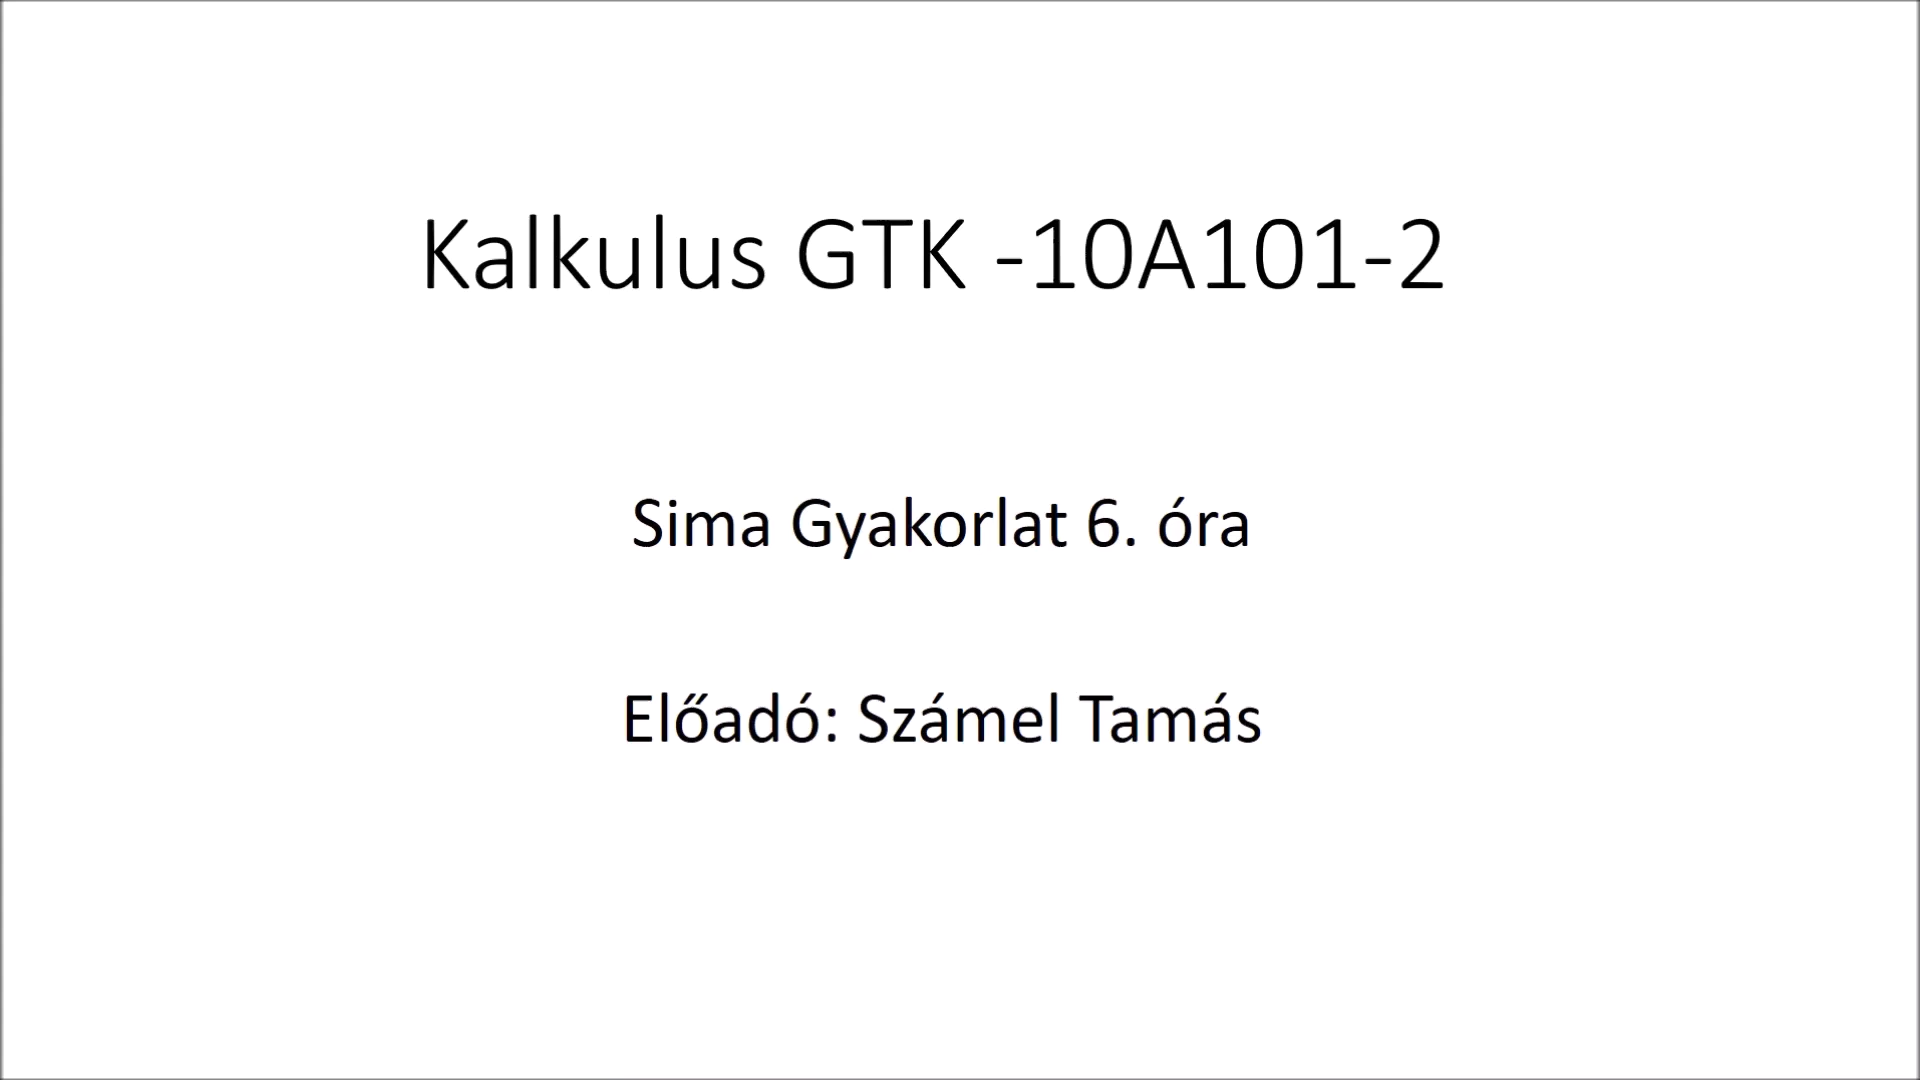 Kalkulus GTK -10A101-2
Sima Gyakorlat 6. óra
Előadó: Számel Tamás